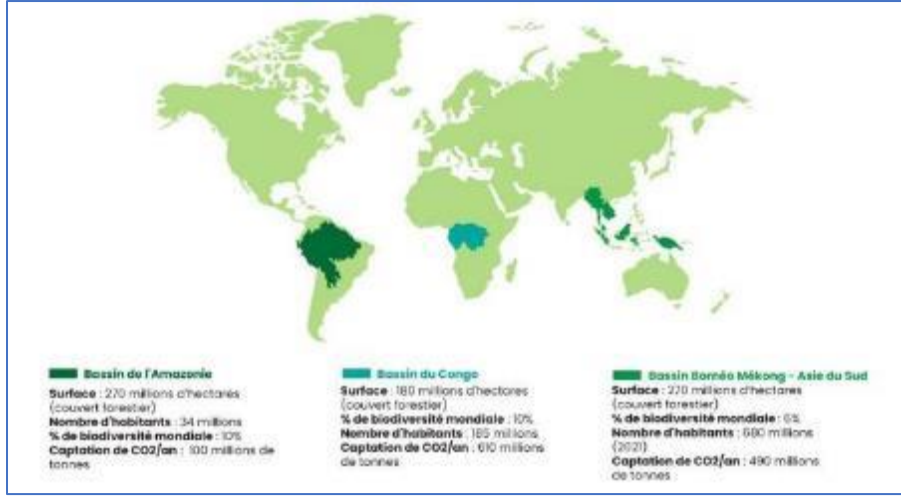 Bassin de l'Amazonie
Surface : 270 millions d'hectares
(couvert forestier)
Nombre d'habitants : 34 millions
% de biodiversité mondiale : 10%
Captation de CO2/an : 100 millions de
tonnes
Bassin du Congo
Surface : 180 millions d'hectares
(couvert forestier)
% de biodiversité mondiale : 10%
Nombre d'habitants : 185 millions
Captation de CO2/an : 610 millions
de tonnes
Bassin Bornéo Mékong - Asie du Sud
Surface : 270 millions d'hectares
(couvert forestier)
% de biodiversité mondiale : 6%
Nombre d'habitants : 680 millions
(2021)
Captation de CO2/an : 490 millions
de tonnes